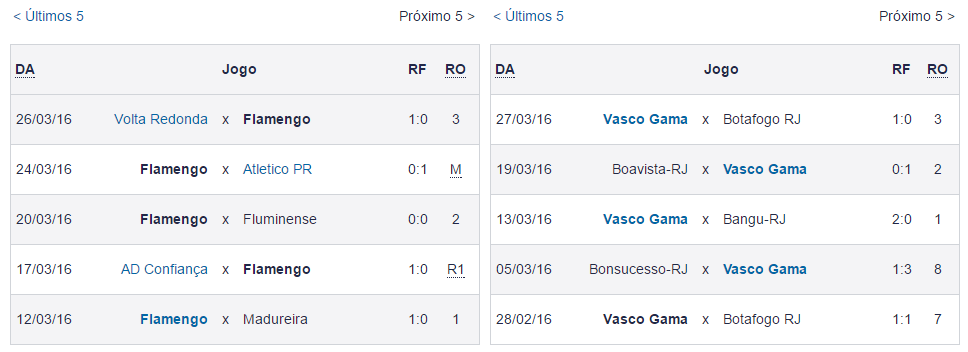 < Últimos 5 Próximo 5 >
DA Jogo RF RO
26/03/16 Volta Redonda x Flamengo 1:0 3
24/03/16 Flamengo x Atletico PR 0:1 M
20/03/16 Flamengo x Fluminense 0:0 2
17/03/16 AD Confiança x Flamengo 1:0 R1
12/03/16 Flamengo x Madureira 1:0 1
< Últimos 5 Próximo 5 >
DA Jogo RF RO
27/03/16 Vasco Gama x Botafogo RJ 1:0 3
19/03/16 Boavista-RJ x Vasco Gama 0:1 2
13/03/16 Vasco Gama x Bangu-RJ 2:0 1
05/03/16 Bonsucesso-RJ x Vasco Gama 1:3 8
28/02/16 Vasco Gama x Botafogo RJ 1:1 7